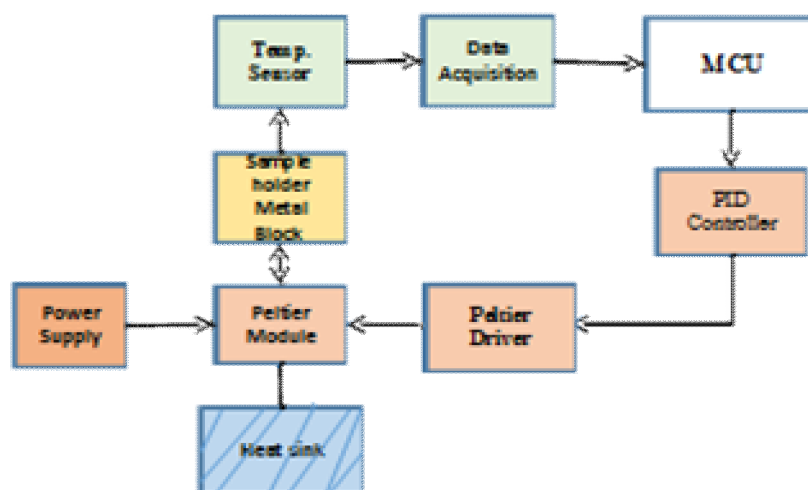 Temp.
Sensor
Data
Acquisition
MCU
Sample
holder
Metal
Block
PID
Controller
Power
Supply
Peltier
Module
Peltier
Driver
Heat sink